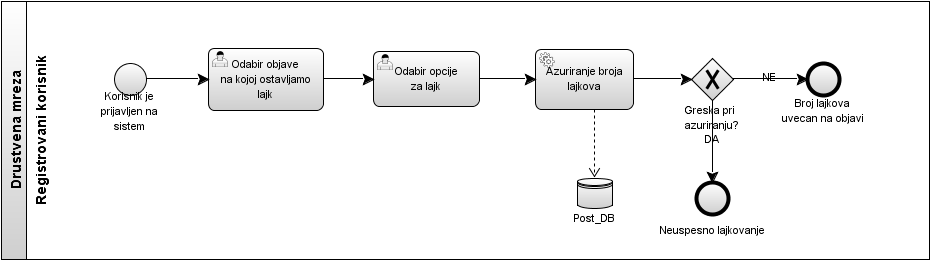 Drustvena mreza
Registrovani korisnik
Korisnik je
prijavljen na
sistem
Odabir objave
na kojoj ostavljamo
lajk
Odabir opcije
za lajk
Azuriranje broja
lajkova
Post_DB
Greska pri
azuriranju?
DA
NE
Broj lajkova
uvecan na objavi
Neuspesno lajkovanje